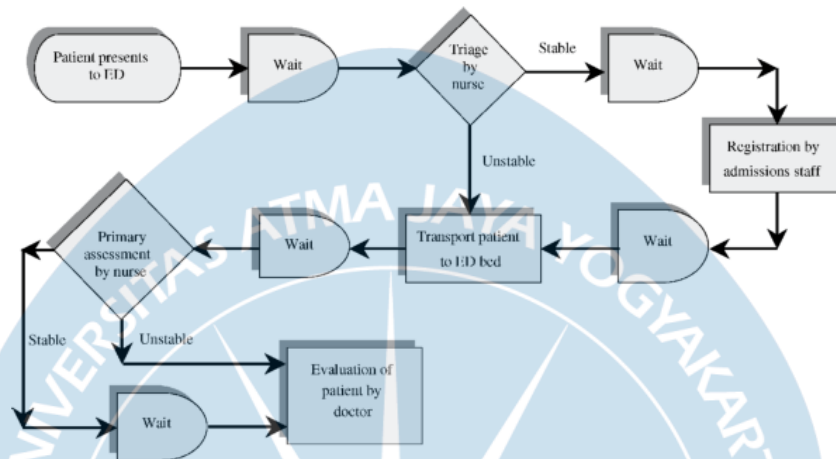 Patient presents
to ED
Wait
Triage
by
nurse
Stable
Wait
Registration by
admissions staff
Unstable
Wait
Transport patient
to ED bed
Wait
Primary
assessment
by nurse
Stable
Unstable
Evaluation of
patient by
doctor
Wait
UNIVERSITAS ATMA JAYA YOGYAKART